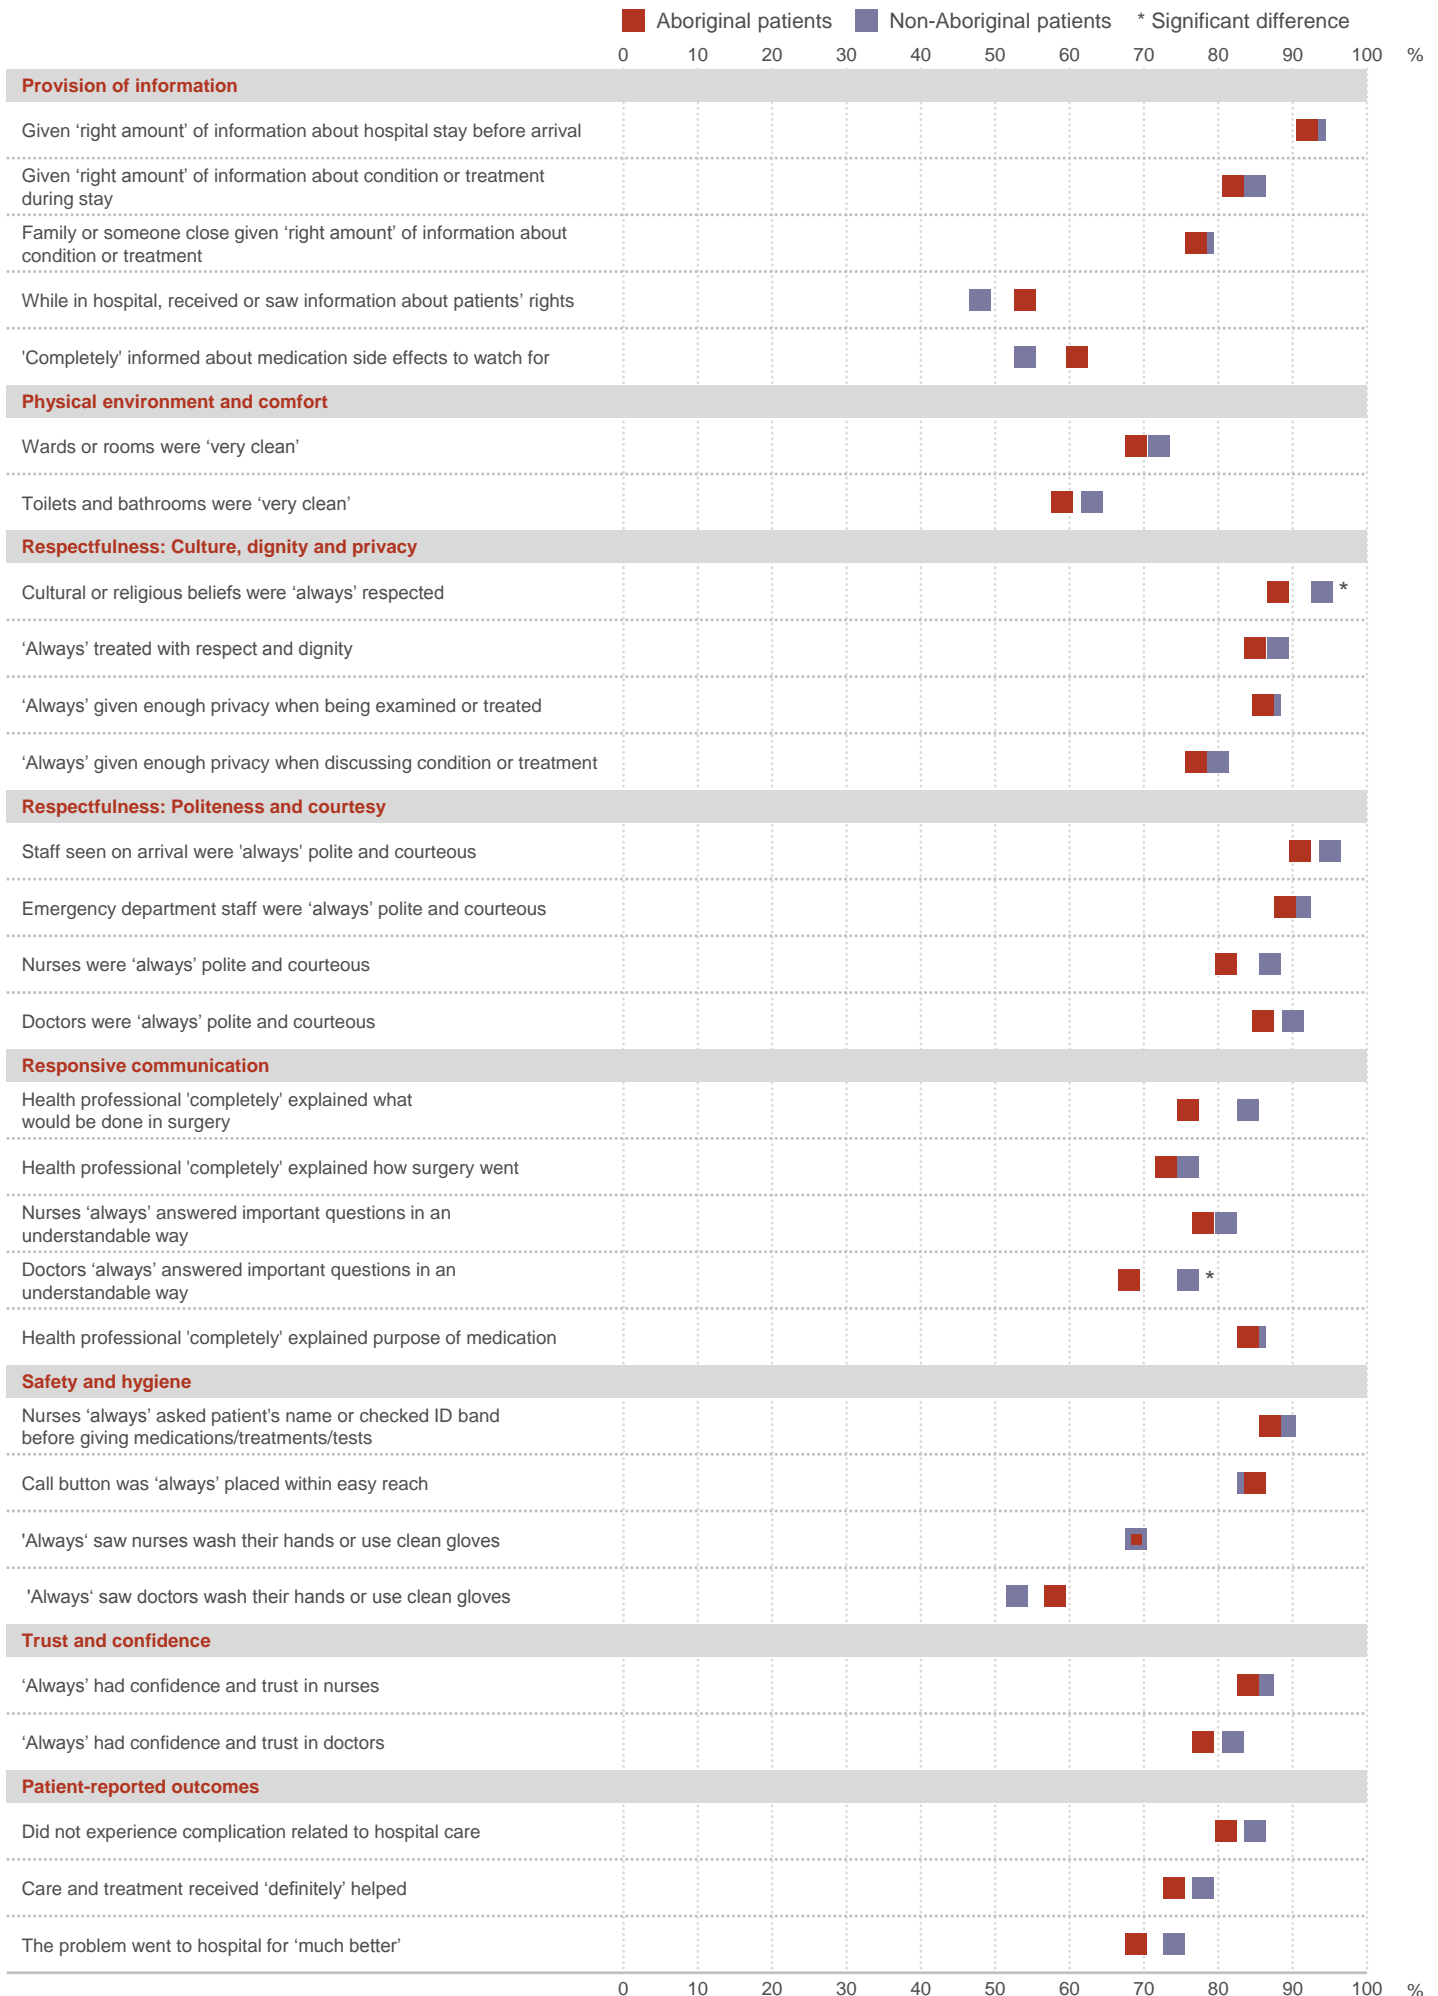 Aboriginal patients Non-Aboriginal patients * Significant difference
0 10 20 30 40 50 60 70 80 90 100 %
Provision of information
Given ‘right amount’ of information about hospital stay before arrival
Given ‘right amount’ of information about condition or treatment
during stay
Family or someone close given ‘right amount’ of information about
condition or treatment
While in hospital, received or saw information about patients’ rights
'Completely' informed about medication side effects to watch for
Physical environment and comfort
Wards or rooms were ‘very clean’
Toilets and bathrooms were ‘very clean’
Respectfulness: Culture, dignity and privacy
Cultural or religious beliefs were ‘always’ respected *
‘Always’ treated with respect and dignity
‘Always’ given enough privacy when being examined or treated
‘Always’ given enough privacy when discussing condition or treatment
Respectfulness: Politeness and courtesy
Staff seen on arrival were 'always' polite and courteous
Emergency department staff were ‘always’ polite and courteous
Nurses were ‘always’ polite and courteous
Doctors were ‘always’ polite and courteous
Responsive communication
Health professional 'completely' explained what
would be done in surgery
Health professional 'completely' explained how surgery went
Nurses ‘always’ answered important questions in an
understandable way
Doctors ‘always’ answered important questions in an
understandable way *
Health professional 'completely' explained purpose of medication
Safety and hygiene
Nurses ‘always’ asked patient's name or checked ID band
before giving medications/treatments/tests
Call button was ‘always’ placed within easy reach
'Always‘ saw nurses wash their hands or use clean gloves
'Always‘ saw doctors wash their hands or use clean gloves
Trust and confidence
‘Always’ had confidence and trust in nurses
‘Always’ had confidence and trust in doctors
Patient-reported outcomes
Did not experience complication related to hospital care
Care and treatment received ‘definitely’ helped
The problem went to hospital for ‘much better’
0 10 20 30 40 50 60 70 80 90 100 %